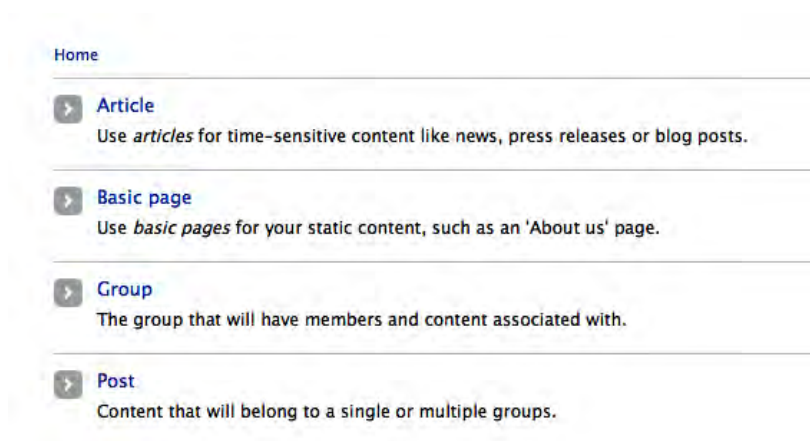 Home
Article
Use articles for time-sensitive content like news, press releases or blog posts.
Basic page
Use basic pages for your static content, such as an 'About us' page.
Group
The group that will have members and content associated with.
Post
Content that will belong to a single or multiple groups.